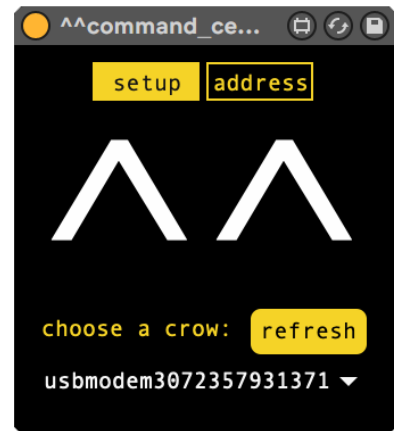 ^^command_ce...
setup address
^^
choose a crow: refresh
usbmodem3072357931371